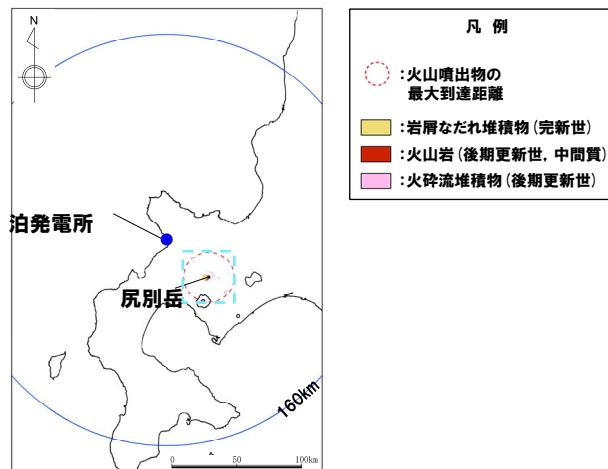 N
泊発電所
尻別岳
160km
0 50 100km
凡 例
:火山噴出物の
最大到達距離
:岩屑なだれ堆積物(完新世)
:火山岩(後期更新世, 中間質)
:火砕流堆積物(後期更新世)